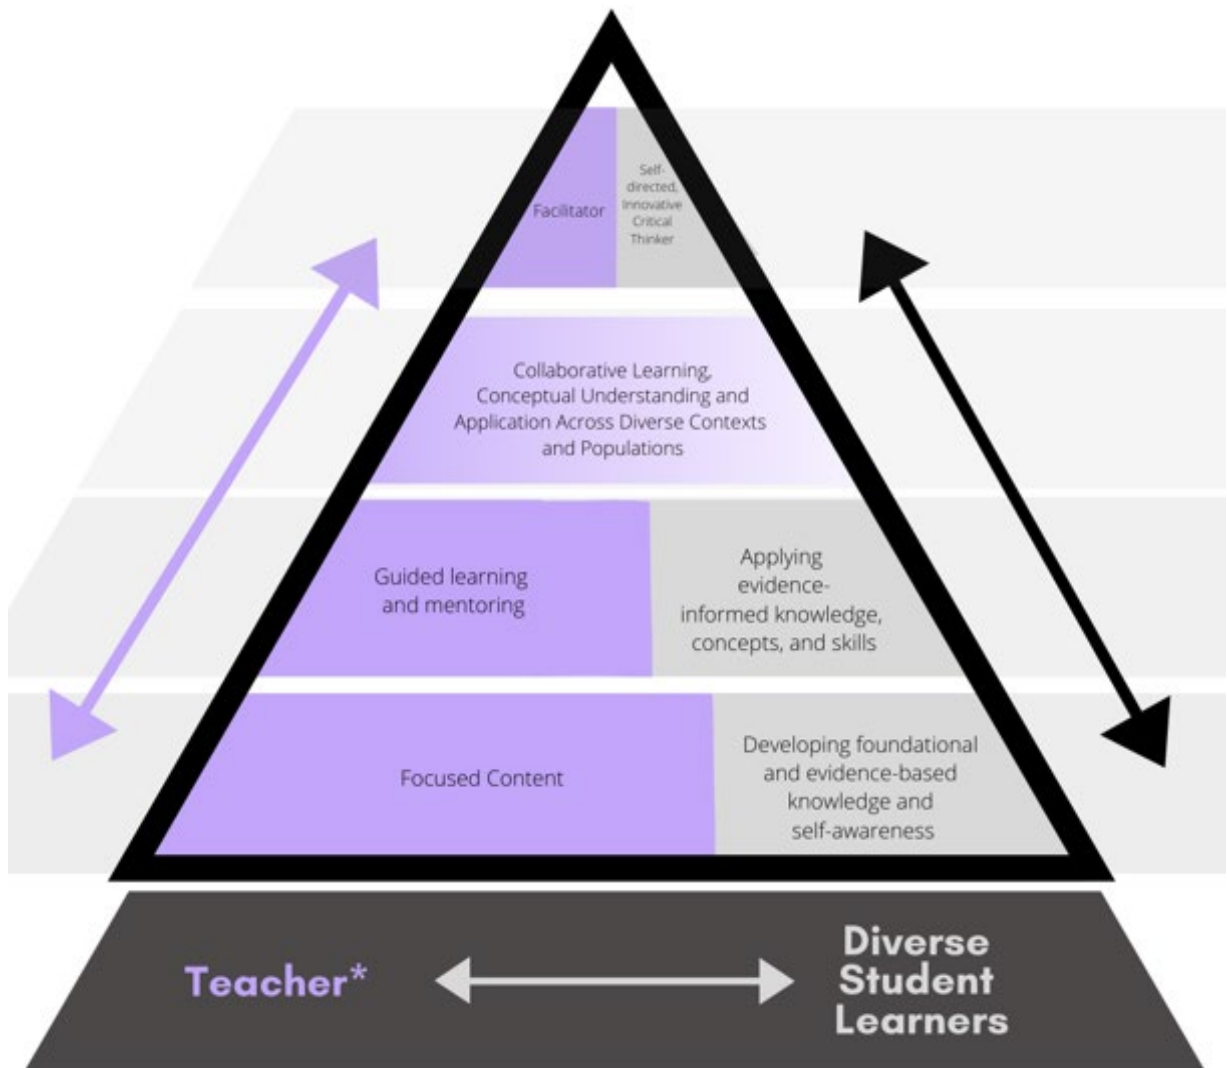 Facilitator
Self-
directed,
Innovative
Critical
Thinker
Collaborative Learning,
Conceptual Understanding and
Application Across Diverse Contexts
and Populations
Guided learning
and mentoring
Applying
evidence-
informed knowledge,
concepts, and skills
Focused Content
Developing foundational
and evidence-based
knowledge and
self-awareness
Teacher*
Diverse
Student
Learners